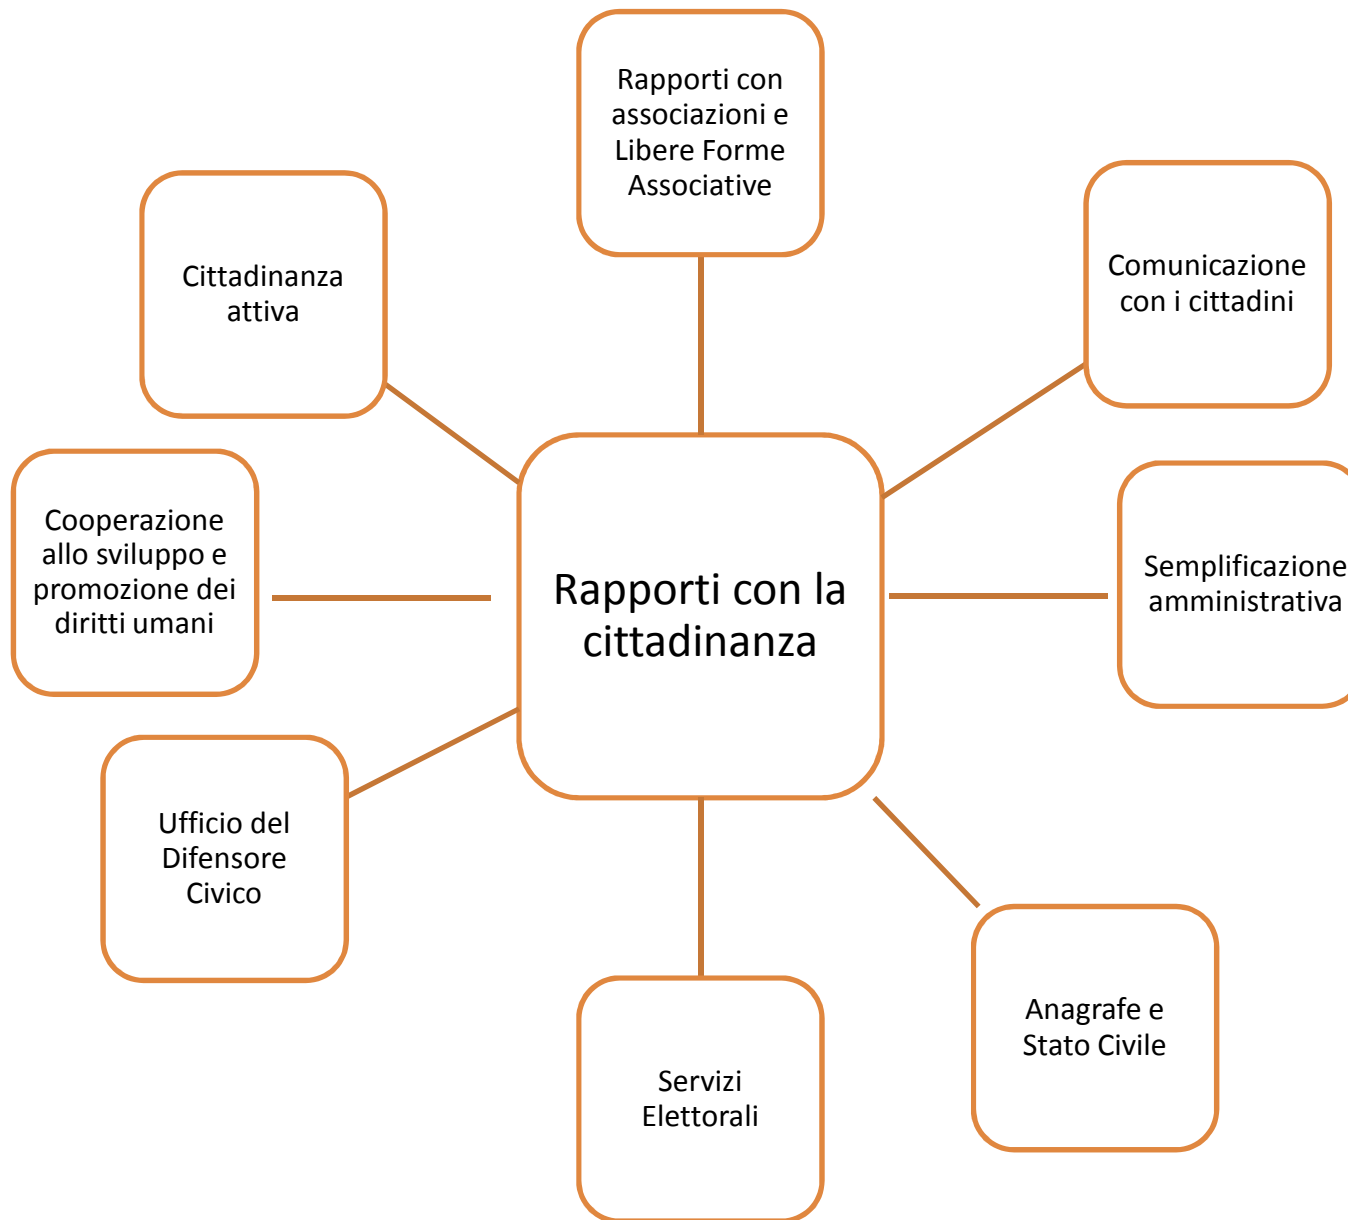 Rapporti con
associazioni e
Libere Forme
Associative
Cittadinanza
attiva
Comunicazione
con i cittadini
Cooperazione
allo sviluppo e
promozione dei
diritti umani
Rapporti con la
cittadinanza
Semplificazione
amministrativa
Ufficio del
Difensore
Civico
Anagrafe e
Stato Civile
Servizi
Elettorali